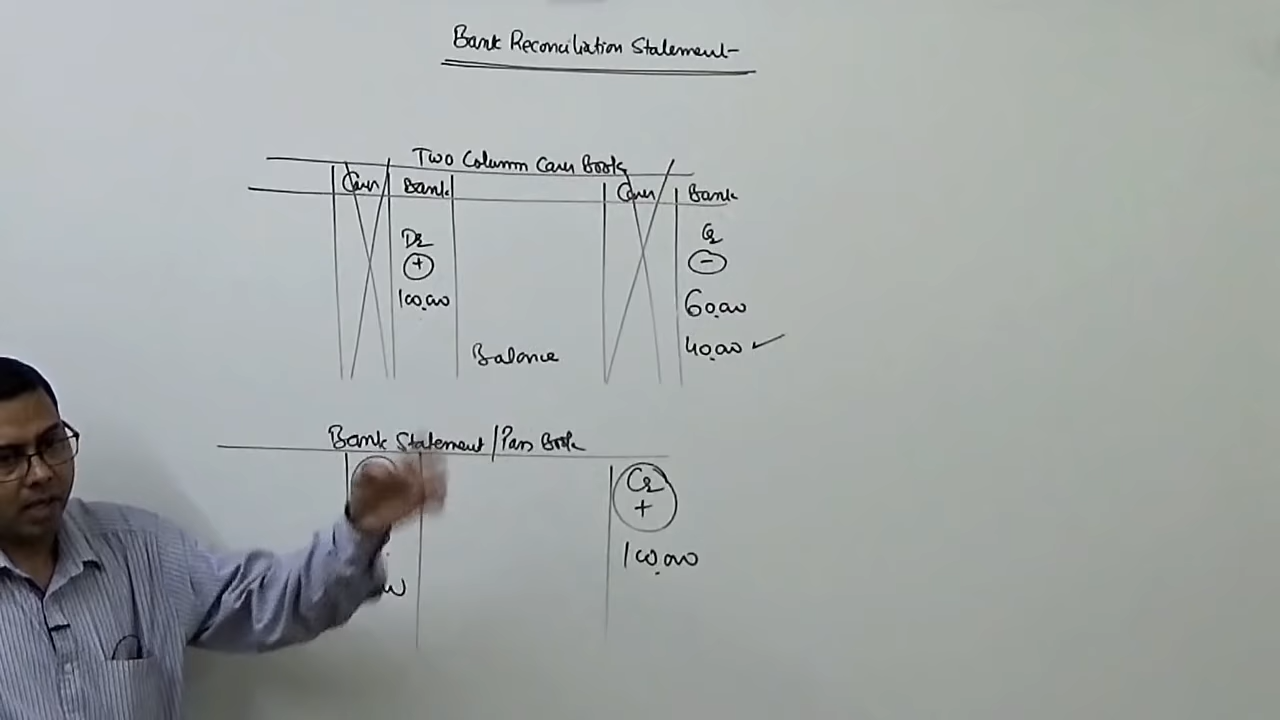 Bank Reconciliation Statement-
Two Column Cash Book
Cash Bank Cash Bank
Dr Cr
+ -
100,000 60,000
Balance 40,000 ✓
Bank Statement/Pass Book
Cr
+
100,000